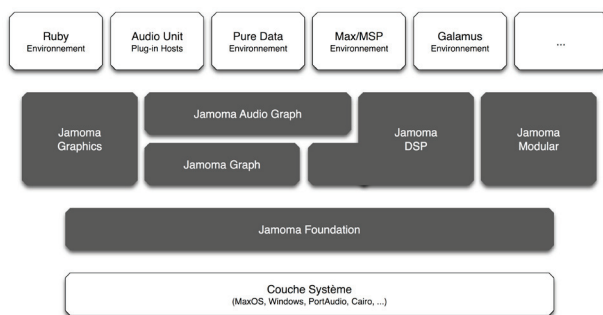 Ruby
Environnement
Audio Unit
Plug-in Hosts
Pure Data
Environnement
Max/MSP
Environnement
Galamus
Environnement
...
Jamoma
Graphics
Jamoma Audio Graph
Jamoma Graph
Jamoma
DSP
Jamoma
Modular
Jamoma Foundation
Couche Système
(MaxOS, Windows, PortAudio, Cairo, ...)